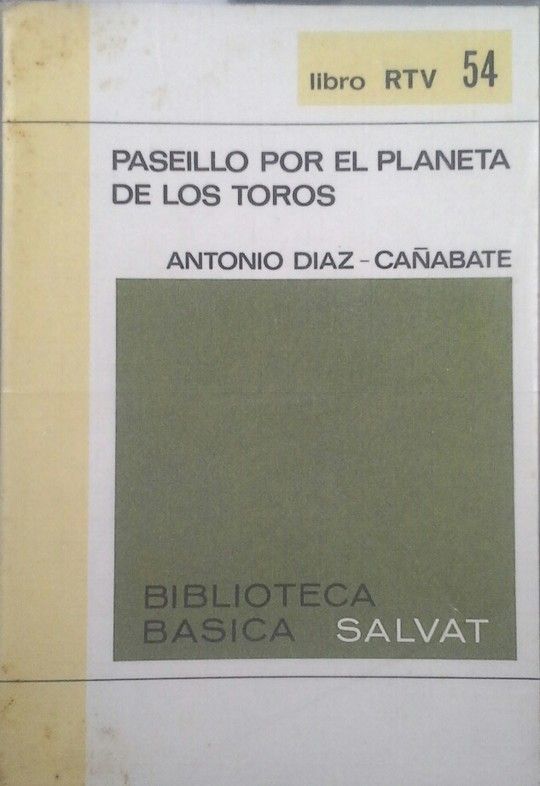 libro RTV 54
PASEILLO POR EL PLANETA
DE LOS TOROS
ANTONIO DIAZ-CAÑABATE
BIBLIOTECA
BASICA SALVAT